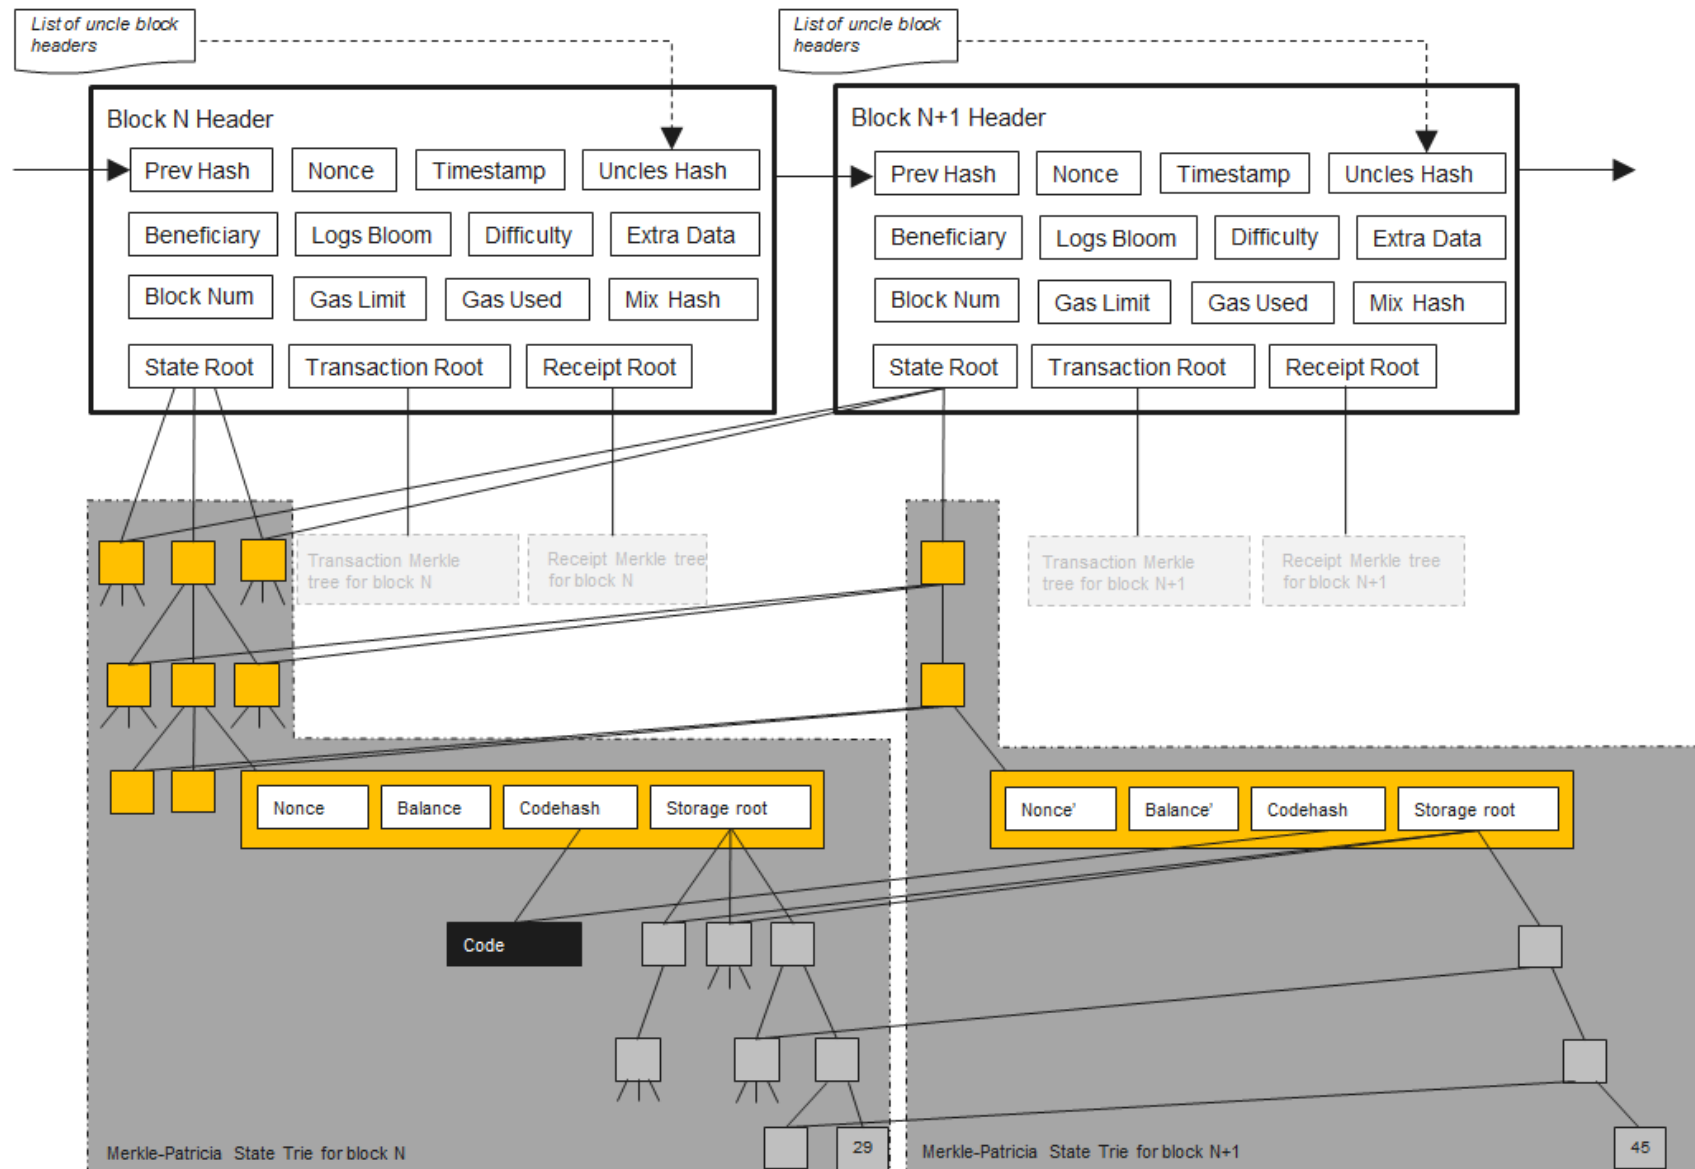 List of uncle block
headers
List of uncle block
headers
Block N Header
Prev Hash
Nonce
Timestamp
Uncles Hash
Beneficiary
Logs Bloom
Difficulty
Extra Data
Block Num
Gas Limit
Gas Used
Mix Hash
State Root
Transaction Root
Receipt Root
Block N+1 Header
Prev Hash
Nonce
Timestamp
Uncles Hash
Beneficiary
Logs Bloom
Difficulty
Extra Data
Block Num
Gas Limit
Gas Used
Mix Hash
State Root
Transaction Root
Receipt Root
Transaction Merkle
tree for block N
Receipt Merkle tree
for block N
Transaction Merkle
tree for block N+1
Receipt Merkle tree
for block N+1
Nonce
Balance
Codehash
Storage root
Nonce'
Balance'
Codehash
Storage root
Code
29
45
Merkle-Patricia State Trie for block N
Merkle-Patricia State Trie for block N+1